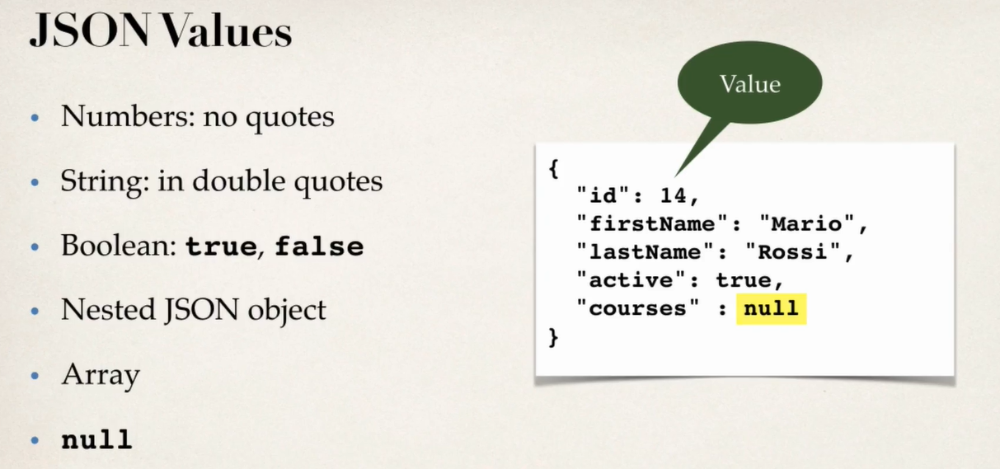 JSON Values
• Numbers: no quotes
• String: in double quotes
• Boolean: true, false
• Nested JSON object
• Array
• null
Value
{
"id": 14,
"firstName": "Mario",
"lastName": "Rossi",
"active": true,
"courses" : null
}